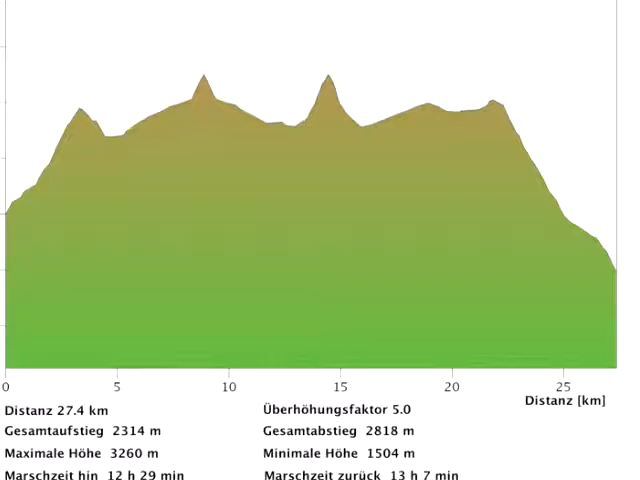 0 5 10 15 20 25
Distanz [km]
Distanz 27.4 km Überhöhungsfaktor 5.0
Gesamtaufstieg 2314 m Gesamtabstieg 2818 m
Maximale Höhe 3260 m Minimale Höhe 1504 m
Marschzeit hin 12 h 29 min Marschzeit zurück 13 h 7 min